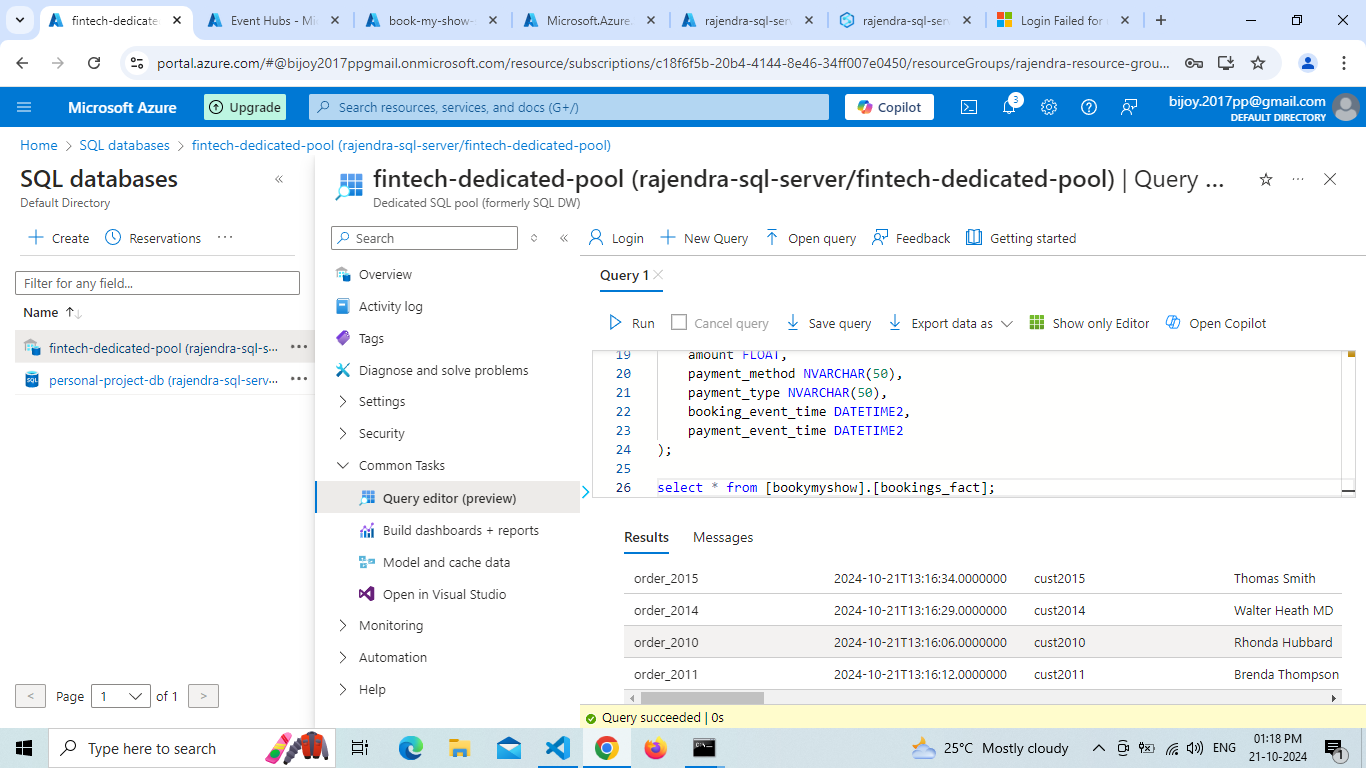 fintech-dedicate
Event Hubs - Mi
book-my-show-
Microsoft.Azure.
rajendra-sql-ser
rajendra-sql-ser
Login Failed for
portal.azure.com/#@bijoy2017ppgmail.onmicrosoft.com/resource/subscriptions/c18f6f5b-20b4-4144-8e46-34ff007e0450/resourceGroups/rajendra-resource-grou...
Microsoft Azure
Upgrade
Search resources, services, and docs (G+/)
Copilot
3
bijoy.2017pp@gmail.com
DEFAULT DIRECTORY
Home > SQL databases > fintech-dedicated-pool (rajendra-sql-server/fintech-dedicated-pool)
SQL databases
Default Directory
Create
Reservations
Filter for any field...
Name
fintech-dedicated-pool (rajendra-sql-s...
personal-project-db (rajendra-sql-serv...
< Page 1 of 1 >
fintech-dedicated-pool (rajendra-sql-server/fintech-dedicated-pool) | Query ...
Dedicated SQL pool (formerly SQL DW)
Search
Overview
Activity log
Tags
Diagnose and solve problems
Settings
Security
Common Tasks
Query editor (preview)
Build dashboards + reports
Model and cache data
Open in Visual Studio
Monitoring
Automation
Help
Login
New Query
Open query
Feedback
Getting started
Query 1
Run
Cancel query
Save query
Export data as
Show only Editor
Open Copilot
19 amount FLOAT,
20 payment_method NVARCHAR(50),
21 payment_type NVARCHAR(50),
22 booking_event_time DATETIME2,
23 payment_event_time DATETIME2
24 );
25
26 select * from [bookymyshow].[bookings_fact];
Results
Messages
order_2015 2024-10-21T13:16:34.0000000 cust2015 Thomas Smith
order_2014 2024-10-21T13:16:29.0000000 cust2014 Walter Heath MD
order_2010 2024-10-21T13:16:06.0000000 cust2010 Rhonda Hubbard
order_2011 2024-10-21T13:16:12.0000000 cust2011 Brenda Thompson
Query succeeded | 0s
Type here to search
25°C Mostly cloudy
ENG
01:18 PM
21-10-2024
1